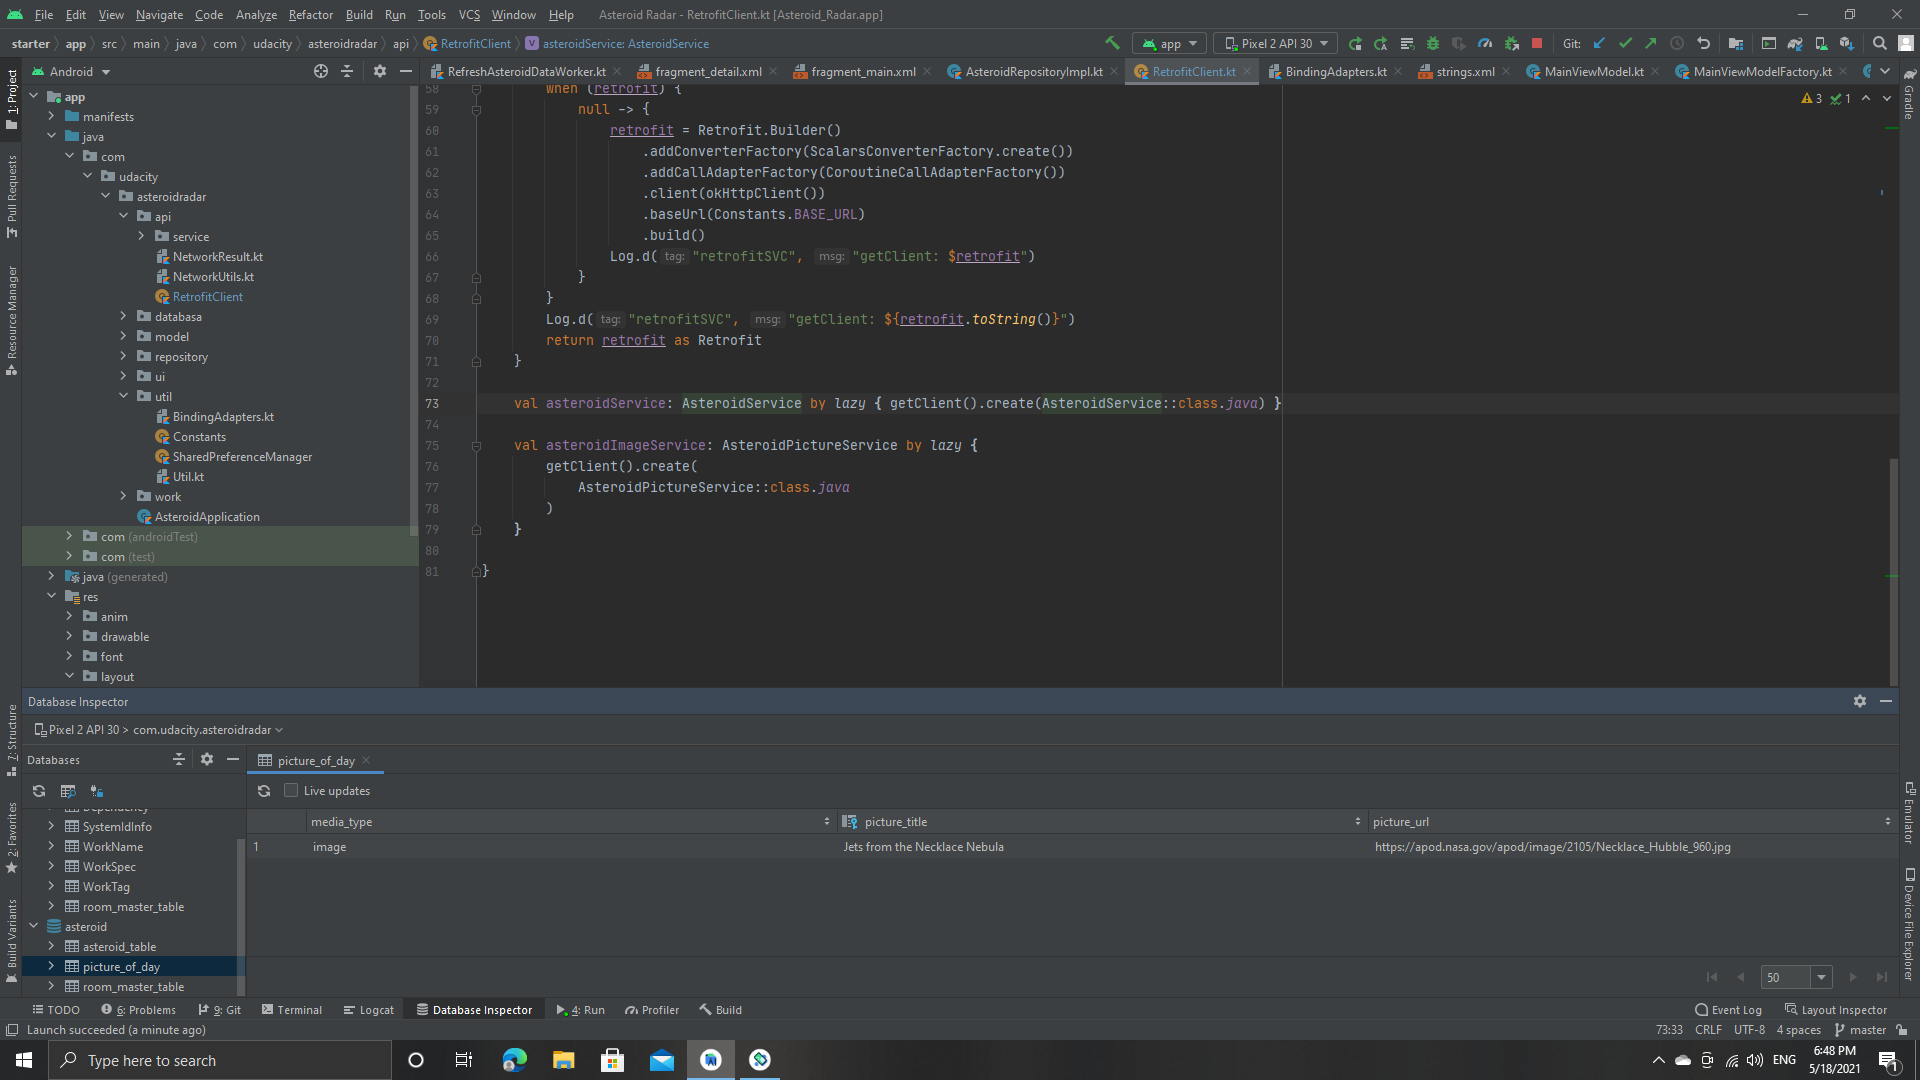 File Edit View Navigate Code Analyze Refactor Build Run Tools VCS Window Help Asteroid Radar - RetrofitClient.kt [Asteroid_Radar.app]
starter app src main java com udacity asteroidradar api RetrofitClient asteroidService: AsteroidService app Pixel 2 API 30 Git:
Android RefreshAsteroidDataWorker.kt fragment_detail.xml fragment_main.xml AsteroidRepositoryImpl.kt RetrofitClient.kt BindingAdapters.kt strings.xml MainViewModel.kt MainViewModelFactory.kt
1: Project
Pull Requests
Resource Manager
7: Structure
2: Favorites
Build Variants
Gradle
Emulator
Device File Explorer
app
manifests
java
com
udacity
asteroidradar
api
service
NetworkResult.kt
NetworkUtils.kt
RetrofitClient
databasa
model
repository
ui
util
BindingAdapters.kt
Constants
SharedPreferenceManager
Util.kt
work
AsteroidApplication
com (androidTest)
com (test)
java (generated)
res
anim
drawable
font
layout
3 1
58 when (retrofit) {
59 null -> {
60 retrofit = Retrofit.Builder()
61 .addConverterFactory(ScalarsConverterFactory.create())
62 .addCallAdapterFactory(CoroutineCallAdapterFactory())
63 .client(okHttpClient())
64 .baseUrl(Constants.BASE_URL)
65 .build()
66 Log.d( tag: "retrofitSVC", msg: "getClient: $retrofit")
67 }
68 }
69 Log.d( tag: "retrofitSVC", msg: "getClient: ${retrofit.toString()}")
70 return retrofit as Retrofit
71 }
72
73 val asteroidService: AsteroidService by lazy { getClient().create(AsteroidService::class.java) }
74
75 val asteroidImageService: AsteroidPictureService by lazy {
76 getClient().create(
77 AsteroidPictureService::class.java
78 )
79 }
80
81 }
Database Inspector
Pixel 2 API 30 > com.udacity.asteroidradar
Databases picture_of_day
Live updates
Dependency
SystemIdInfo
WorkName
WorkSpec
WorkTag
room_master_table
asteroid
asteroid_table
picture_of_day
room_master_table
media_type picture_title picture_url
1 image Jets from the Necklace Nebula https://apod.nasa.gov/apod/image/2105/Necklace_Hubble_960.jpg
50
TODO 6: Problems 9: Git Terminal Logcat Database Inspector 4: Run Profiler Build Event Log Layout Inspector
Launch succeeded (a minute ago) 73:33 CRLF UTF-8 4 spaces master
Type here to search ENG 6:48 PM
5/18/2021 1